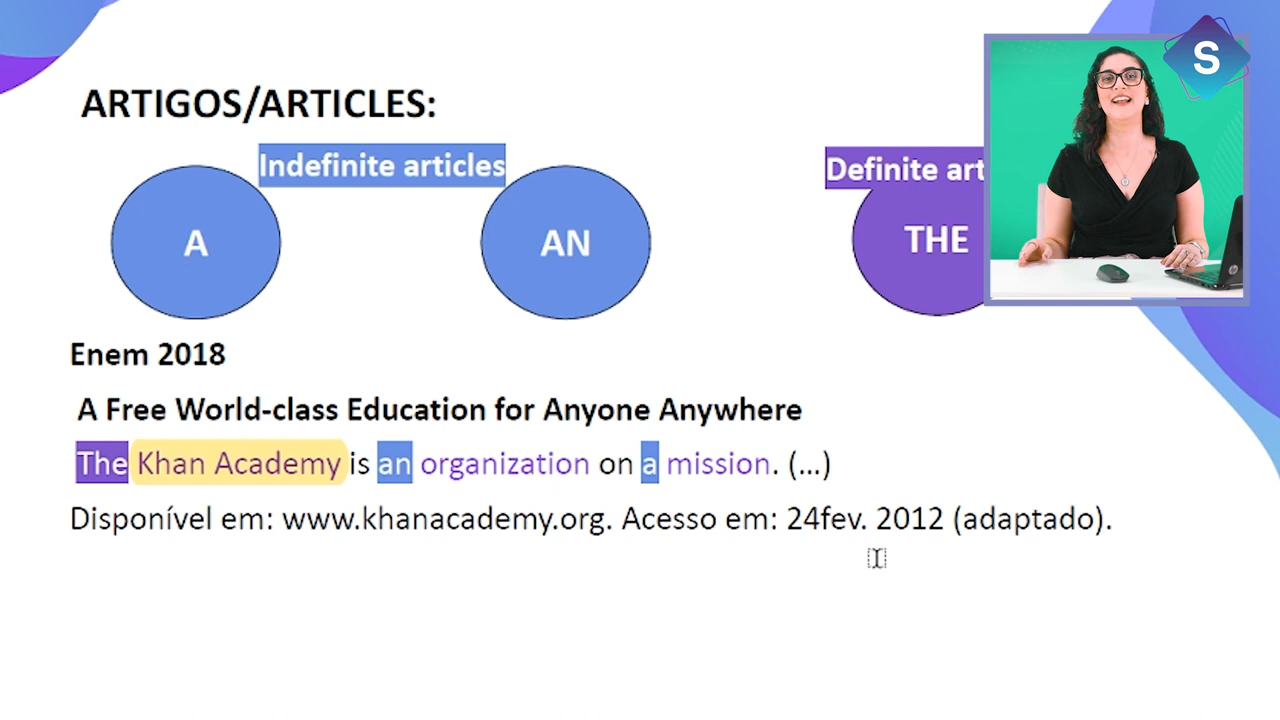 ARTIGOS/ARTICLES:
Indefinite articles
Definite art
A
AN
THE
S
Enem 2018
A Free World-class Education for Anyone Anywhere
The Khan Academy is an organization on a mission. (...)
Disponível em: www.khanacademy.org. Acesso em: 24fev. 2012 (adaptado).